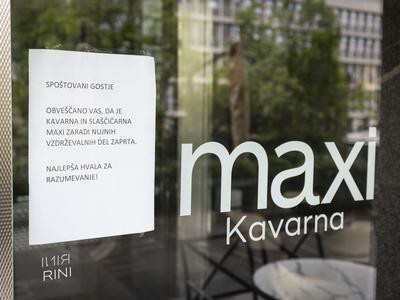 SPOŠTOVANI GOSTJE
OBVEŠČANO VAS, DA JE
KAVARNA IN SLAŠČIČARNA
MAXI ZARADI NUJNIH
VZDRŽEVALNIH DEL ZAPRTA.
NAJLEPŠA HVALA ZA
RAZUMEVANJE!
maxi
Kavarna
RINI